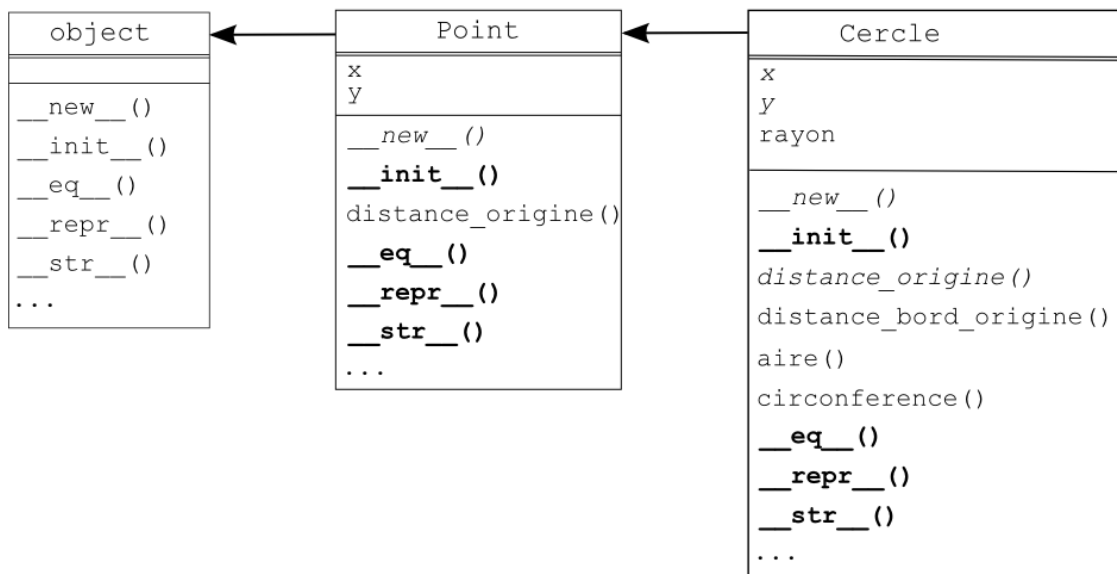 object
__new__()
__init__()
__eq__()
__repr__()
__str__()
...
Point
x
y
__new__()
__init__()
distance_origine()
__eq__()
__repr__()
__str__()
...
Cercle
x
y
rayon
__new__()
__init__()
distance_origine()
distance_bord_origine()
aire()
circonference()
__eq__()
__repr__()
__str__()
...